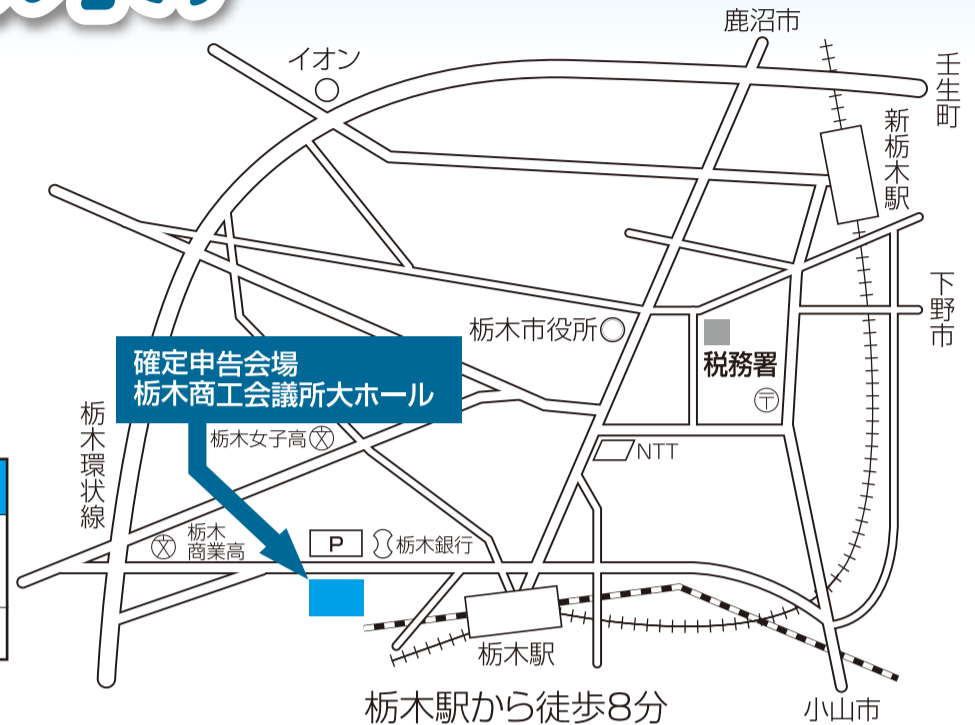 鹿沼市
イオン
壬生町
新栃木駅
下野市
栃木市役所
税務署
〒
確定申告会場
栃木商工会議所大ホール
栃木環状線
栃木女子高
文
NTT
文
栃木
商業高
P
栃木銀行
栃木駅
栃木駅から徒歩8分
小山市